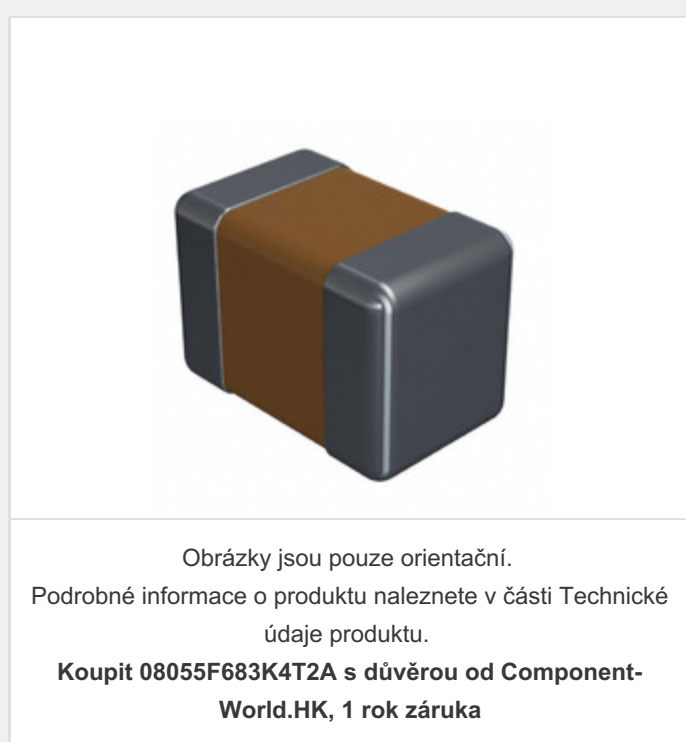 Obrázky jsou pouze orientační.
Podrobné informace o produktu naleznete v části Technické
údaje produktu.
Koupit 08055F683K4T2A s důvěrou od Component-
World.HK, 1 rok záruka